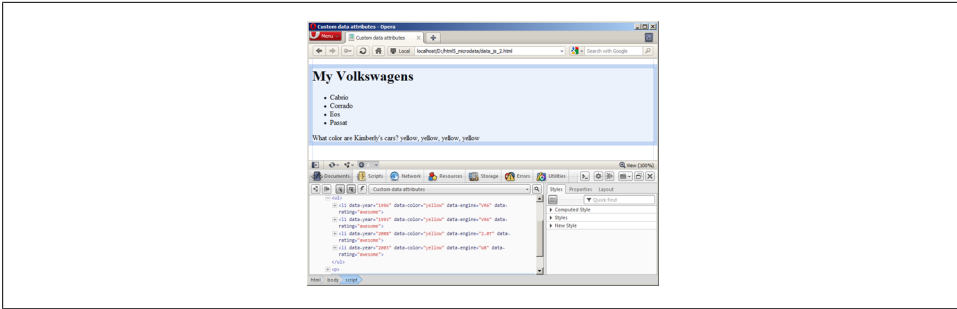 Custom data attributes - Opera
Menu
Custom data attributes
Local
localhost/D:/html5_microdata/data_js_2.html
Search with Google
My Volkswagens
Cabrio
Corrado
Eos
Passat
What color are Kimberly's cars? yellow, yellow, yellow, yellow
View (100%)
Documents
Scripts
Network
Resources
Storage
Errors
Utilities
Custom data attributes
Styles
Properties
Layout
Quick find
Computed Style
Styles
New Style
<ul>
<li data-year="1996" data-color="yellow" data-engine="VR6" data-
rating="awesome">
<li data-year="1993" data-color="yellow" data-engine="VR6" data-
rating="awesome">
<li data-year="2008" data-color="yellow" data-engine="2.0T" data-
rating="awesome">
<li data-year="2003" data-color="yellow" data-engine="W8" data-
rating="awesome">
</ul>
<p>
html
body
script